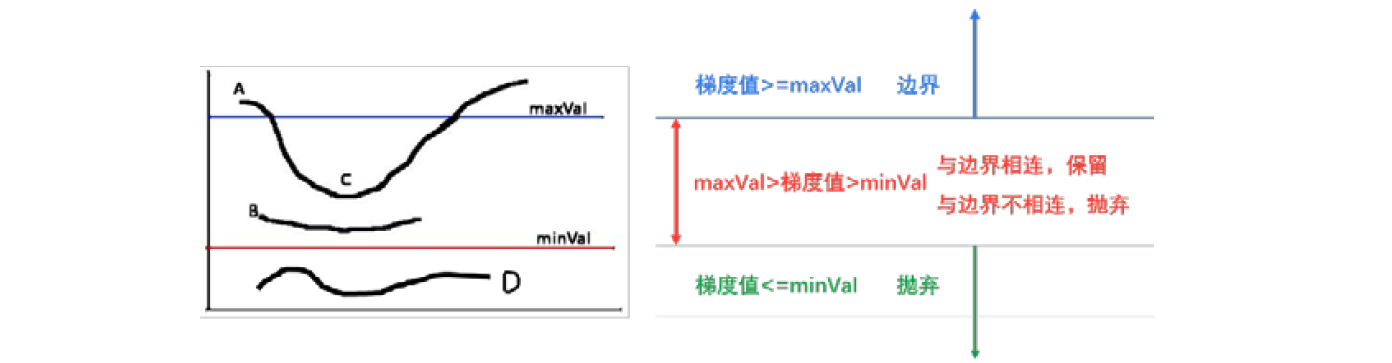 A
maxVal
C
B
minVal
D
梯度值>=maxVal 边界
maxVal>梯度值>minVal
与边界相连，保留
与边界不相连，抛弃
梯度值<=minVal 抛弃